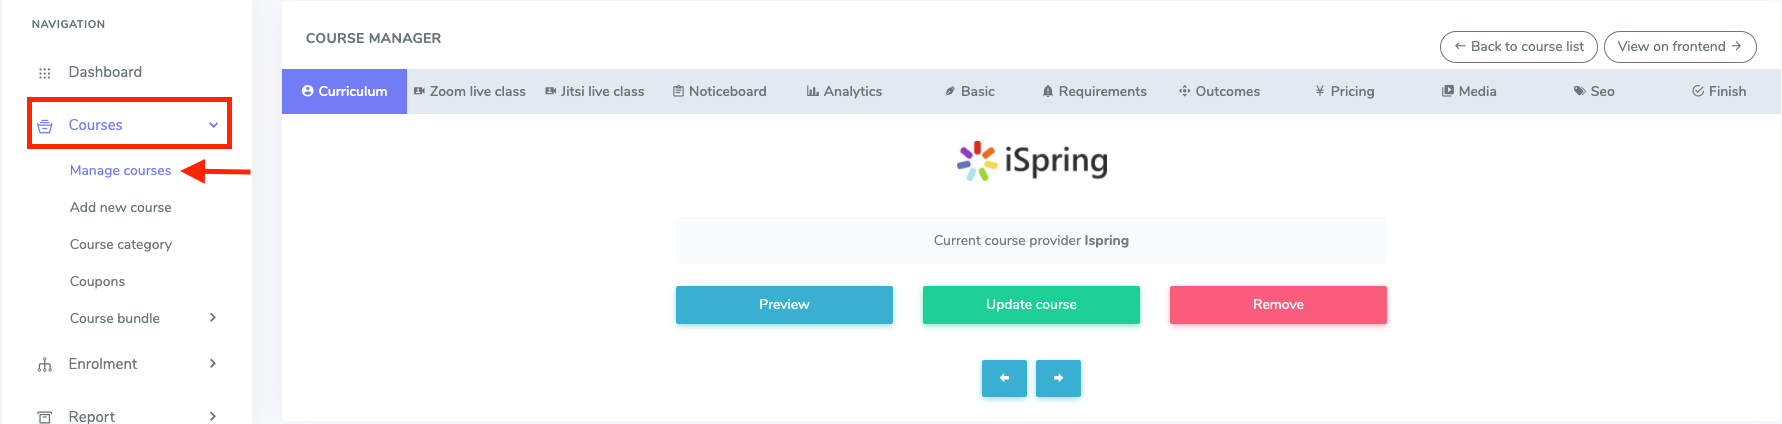 NAVIGATION
Dashboard
Courses
Manage courses
Add new course
Course category
Coupons
Course bundle
Enrolment
Report
COURSE MANAGER
← Back to course list
View on frontend →
Curriculum
Zoom live class
Jitsi live class
Noticeboard
Analytics
Basic
Requirements
Outcomes
¥ Pricing
Media
Seo
Finish
iSpring
Current course provider Ispring
Preview
Update course
Remove